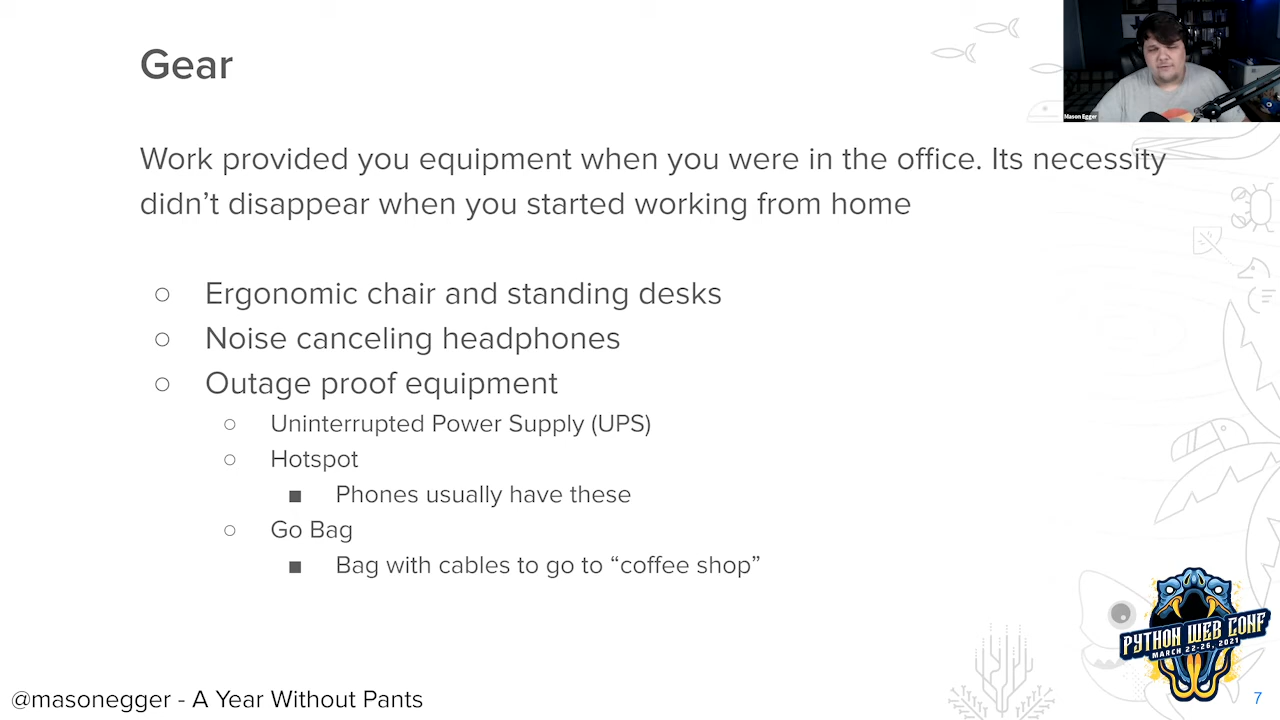 Gear
Mason Egger
Work provided you equipment when you were in the office. Its necessity
didn’t disappear when you started working from home
○ Ergonomic chair and standing desks
○ Noise canceling headphones
○ Outage proof equipment
○ Uninterrupted Power Supply (UPS)
○ Hotspot
■ Phones usually have these
○ Go Bag
■ Bag with cables to go to “coffee shop”
PYTHON WEB CONF
MARCH 22-26, 2021
@masonegger - A Year Without Pants
7